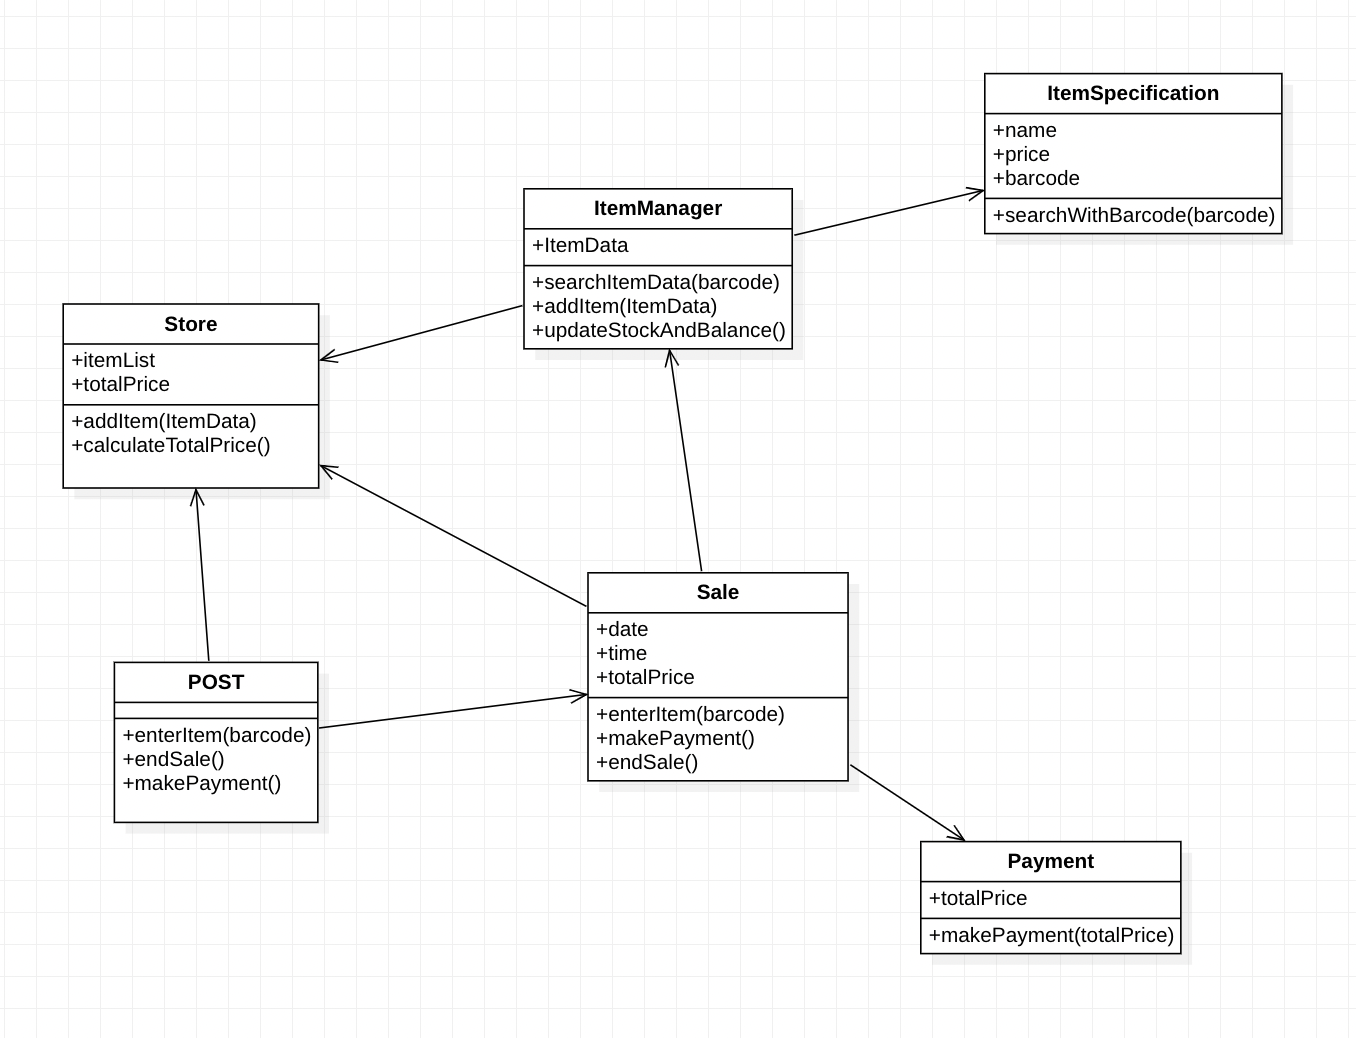 ItemSpecification
+name
+price
+barcode
+searchWithBarcode(barcode)
ItemManager
+ItemData
+searchItemData(barcode)
+addItem(ItemData)
+updateStockAndBalance()
Store
+itemList
+totalPrice
+addItem(ItemData)
+calculateTotalPrice()
Sale
+date
+time
+totalPrice
+enterItem(barcode)
+makePayment()
+endSale()
POST
+enterItem(barcode)
+endSale()
+makePayment()
Payment
+totalPrice
+makePayment(totalPrice)